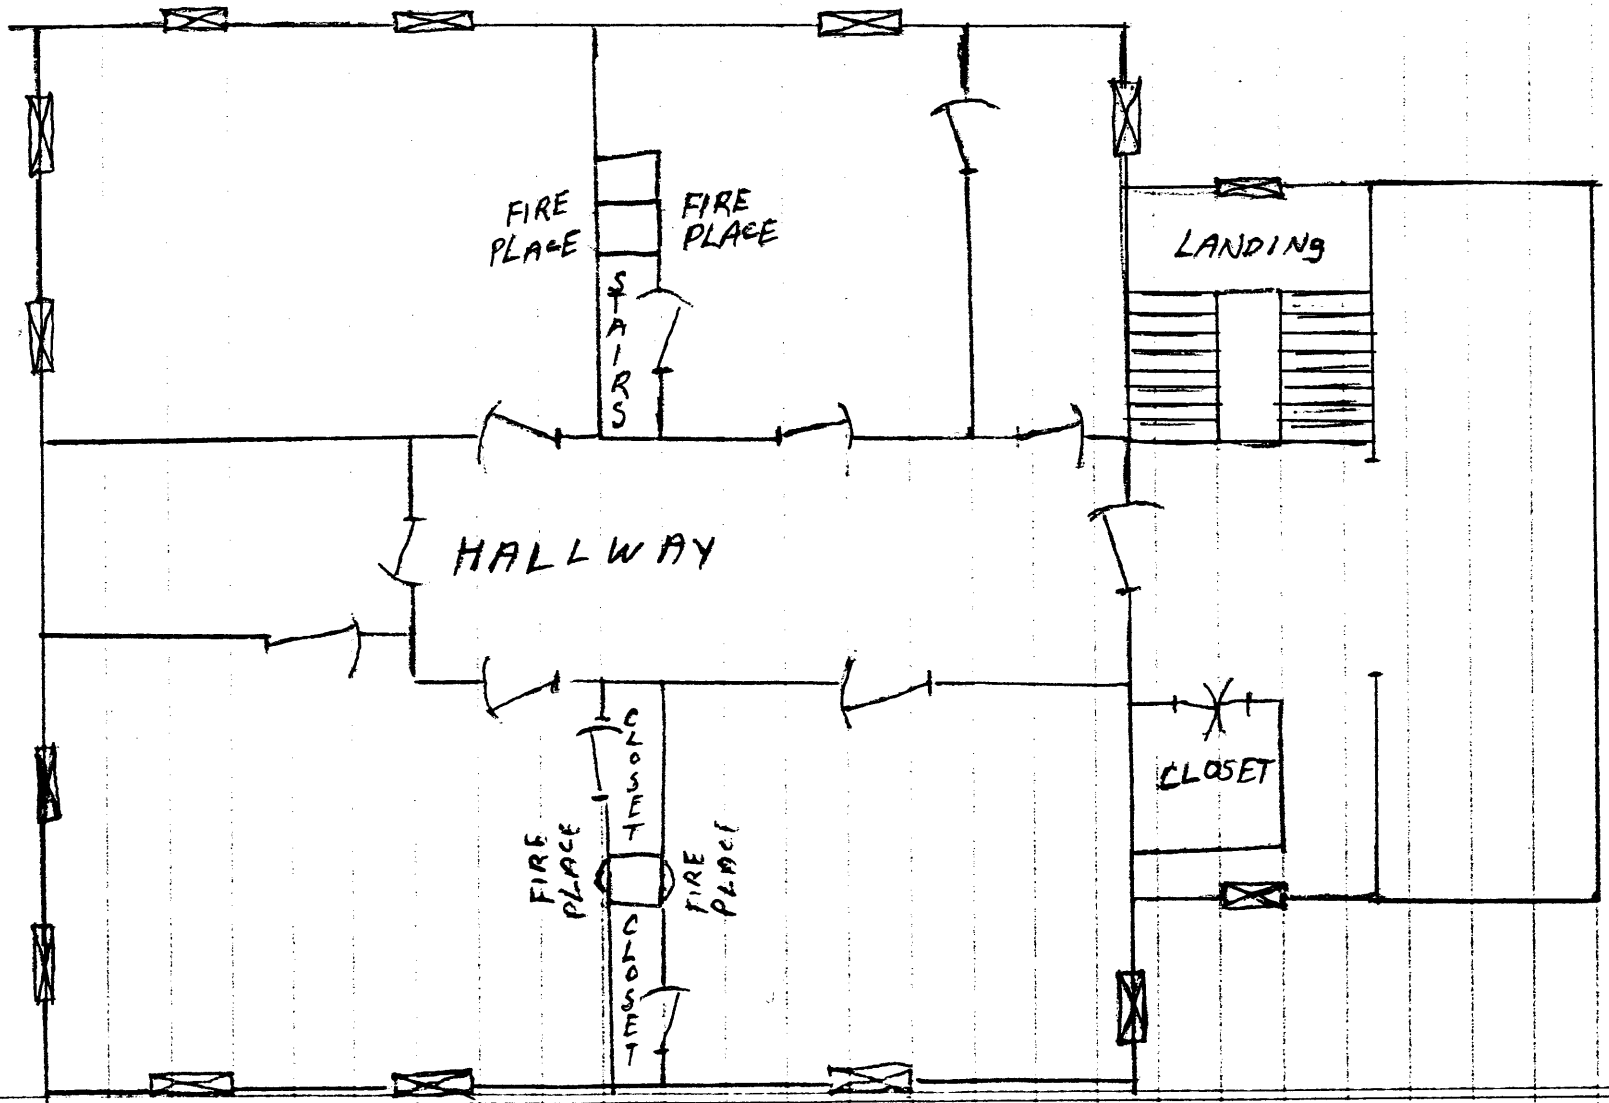 FIRE
PLACE
FIRE
PLACE
LANDING
STAIRS
HALLWAY
CLOSET
CLOSET
FIRE
PLACE
FIRE
PLACE
CLOSET